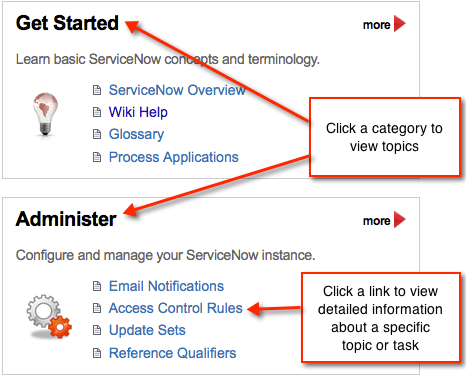 Get Started
more
Learn basic ServiceNow concepts and terminology.
ServiceNow Overview
Wiki Help
Glossary
Process Applications
Click a category to
view topics
Administer
more
Configure and manage your ServiceNow instance.
Email Notifications
Access Control Rules
Update Sets
Reference Qualifiers
Click a link to view
detailed information
about a specific
topic or task